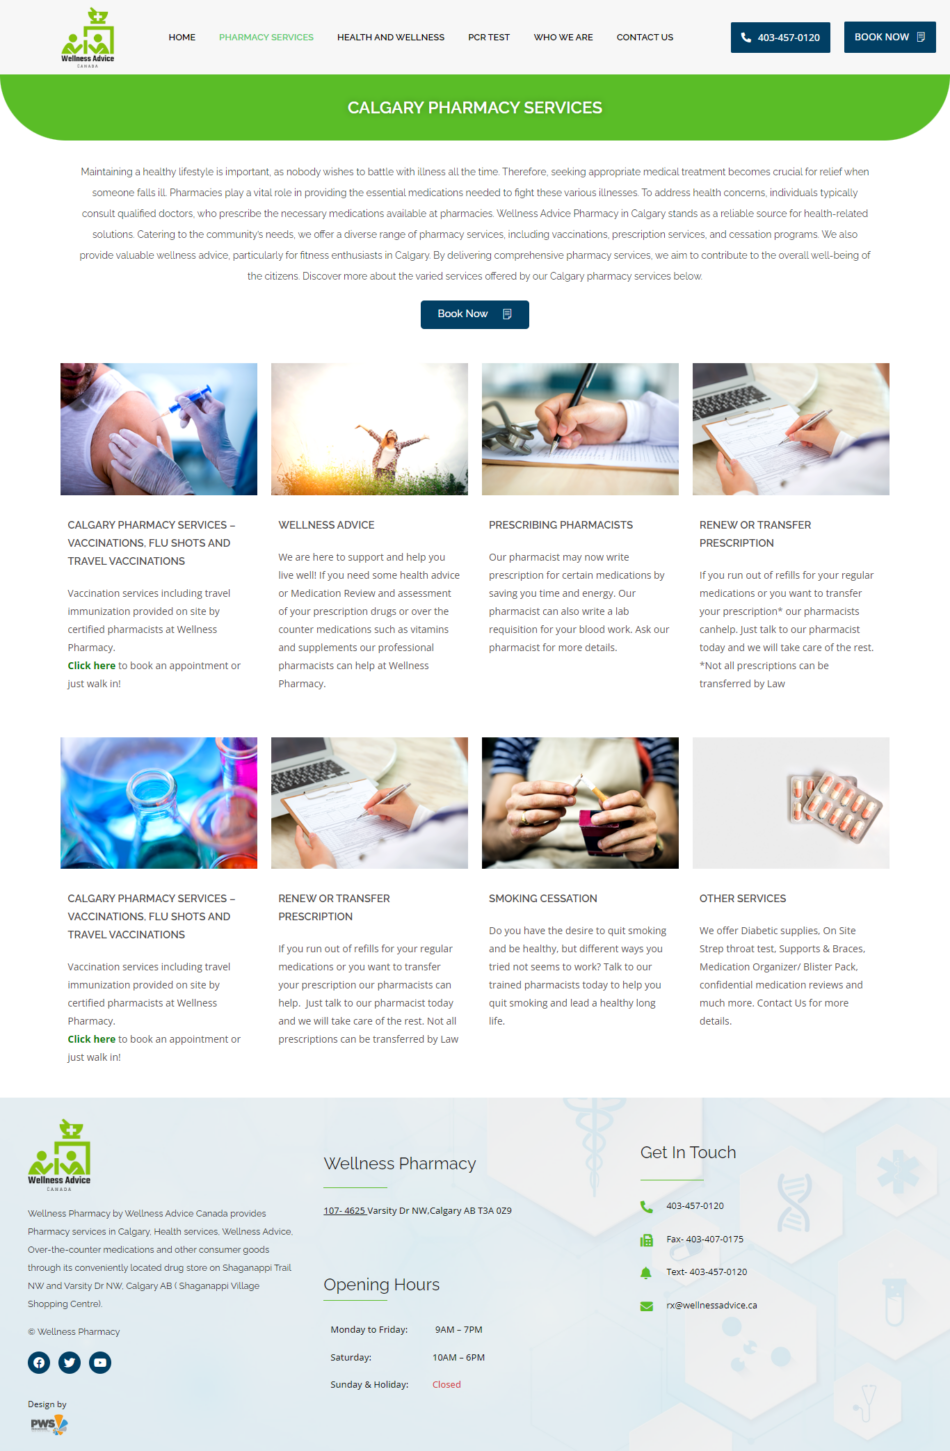 Wellness Advice
CANADA
HOME
PHARMACY SERVICES
HEALTH AND WELLNESS
PCR TEST
WHO WE ARE
CONTACT US
403-457-0120
BOOK NOW
CALGARY PHARMACY SERVICES
Maintaining a healthy lifestyle is important, as nobody wishes to battle with illness all the time. Therefore, seeking appropriate medical treatment becomes crucial for relief when
someone falls ill. Pharmacies play a vital role in providing the essential medications needed to fight these various illnesses. To address health concerns, individuals typically
consult qualified doctors, who prescribe the necessary medications available at pharmacies. Wellness Advice Pharmacy in Calgary stands as a reliable source for health-related
solutions. Catering to the community's needs, we offer a diverse range of pharmacy services, including vaccinations, prescription services, and cessation programs. We also
provide valuable wellness advice, particularly for fitness enthusiasts in Calgary. By delivering comprehensive pharmacy services, we aim to contribute to the overall well-being of
the citizens. Discover more about the varied services offered by our Calgary pharmacy services below.
Book Now
CALGARY PHARMACY SERVICES –
VACCINATIONS, FLU SHOTS AND
TRAVEL VACCINATIONS
Vaccination services including travel
immunization provided on site by
certified pharmacists at Wellness
Pharmacy.
Click here to book an appointment or
just walk in!
WELLNESS ADVICE
We are here to support and help you
live well! If you need some health advice
or Medication Review and assessment
of your prescription drugs or over the
counter medications such as vitamins
and supplements our professional
pharmacists can help at Wellness
Pharmacy.
PRESCRIBING PHARMACISTS
Our pharmacist may now write
prescription for certain medications by
saving you time and energy. Our
pharmacist can also write a lab
requisition for your blood work. Ask our
pharmacist for more details.
RENEW OR TRANSFER
PRESCRIPTION
If you run out of refills for your regular
medications or you want to transfer
your prescription* our pharmacists
canhelp. Just talk to our pharmacist
today and we will take care of the rest.
*Not all prescriptions can be
transferred by Law
CALGARY PHARMACY SERVICES –
VACCINATIONS, FLU SHOTS AND
TRAVEL VACCINATIONS
Vaccination services including travel
immunization provided on site by
certified pharmacists at Wellness
Pharmacy.
Click here to book an appointment or
just walk in!
RENEW OR TRANSFER
PRESCRIPTION
If you run out of refills for your regular
medications or you want to transfer
your prescription our pharmacists can
help. Just talk to our pharmacist today
and we will take care of the rest. Not all
prescriptions can be transferred by Law
SMOKING CESSATION
Do you have the desire to quit smoking
and be healthy, but different ways you
tried not seems to work? Talk to our
trained pharmacists today to help you
quit smoking and lead a healthy long
life.
OTHER SERVICES
We offer Diabetic supplies, On Site
Strep throat test, Supports & Braces,
Medication Organizer/ Blister Pack,
confidential medication reviews and
much more. Contact Us for more
details.
Wellness Advice
CANADA
Wellness Pharmacy by Wellness Advice Canada provides
Pharmacy services in Calgary. Health services, Wellness Advice,
Over-the-counter medications and other consumer goods
through its conveniently located drug store on Shaganappi Trail
NW and Varsity Dr NW, Calgary AB ( Shaganappi Village
Shopping Centre).
© Wellness Pharmacy
Design by
PWS
Wellness Pharmacy
107- 4625 Varsity Dr NW,Calgary AB T3A 0Z9
Opening Hours
Monday to Friday: 9AM – 7PM
Saturday: 10AM – 6PM
Sunday & Holiday: Closed
Get In Touch
403-457-0120
Fax- 403-407-0175
Text- 403-457-0120
rx@wellnessadvice.ca